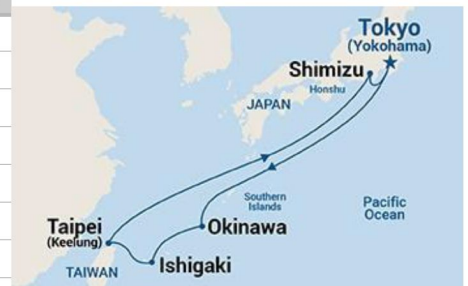 Tokyo
(Yokohama)
Shimizu
Honshu
JAPAN
Southern
Islands
Pacific
Ocean
Okinawa
Taipei
(Keelung)
Ishigaki
TAIWAN